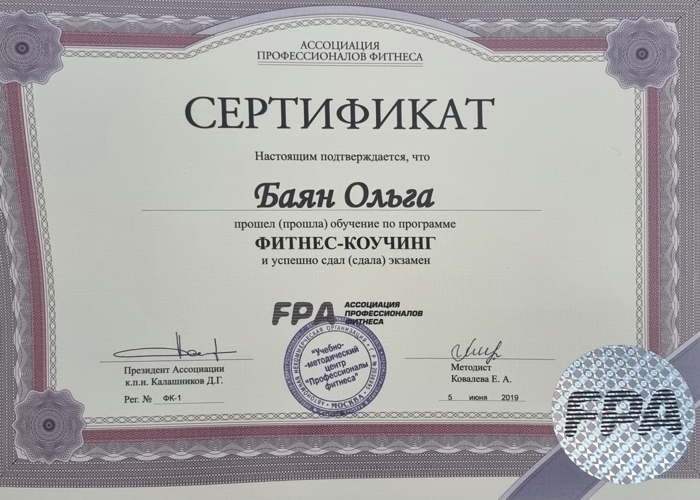 АССОЦИАЦИЯ
ПРОФЕССИОНАЛОВ ФИТНЕСА
СЕРТИФИКАТ
Настоящим подтверждается, что
Баян Ольга
прошел (прошла) обучение по программе
ФИТНЕС-КОУЧИНГ
и успешно сдал (сдала) экзамен
FPA АССОЦИАЦИЯ
ПРОФЕССИОНАЛОВ
ФИТНЕСА
"Учебно-
-методический
центр
"Профессионалы
фитнеса"
МОСКВА
Президент Ассоциации
к.п.н. Калашников Д.Г.
Рег. № ФК-1
Методист
Ковалева Е. А.
5 июня 2019
FPA